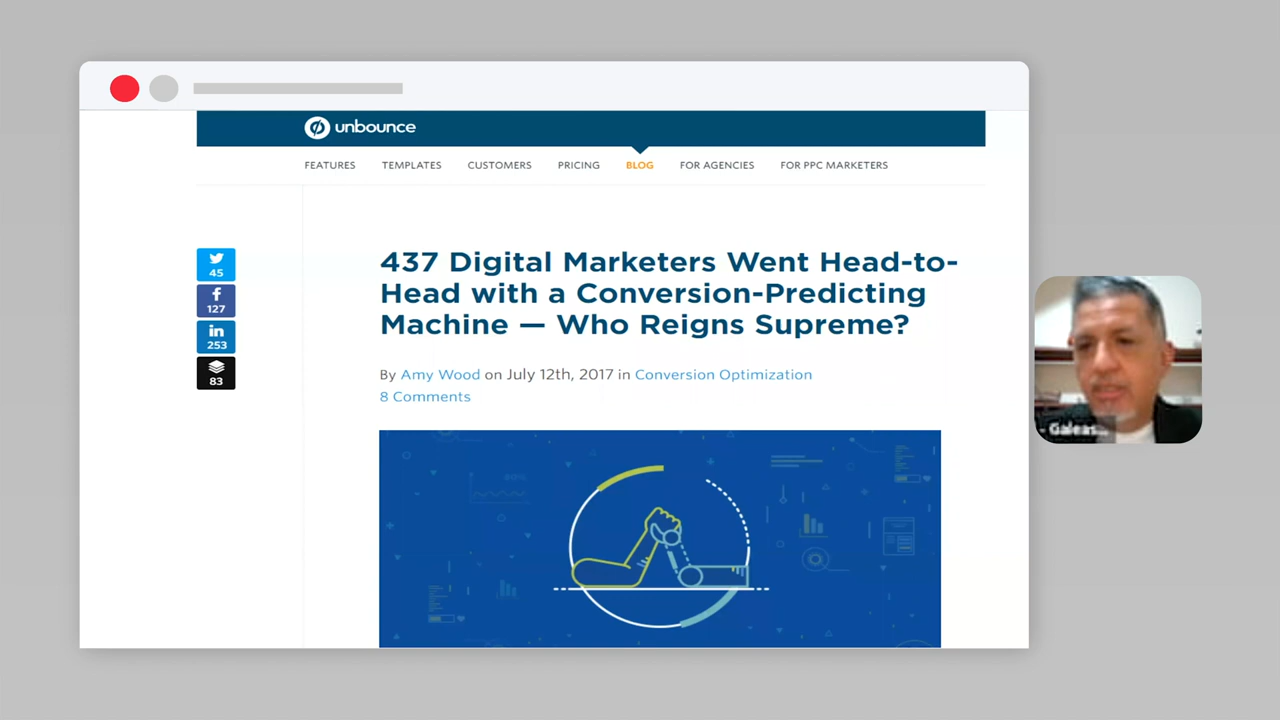 unbounce
FEATURES TEMPLATES CUSTOMERS PRICING BLOG FOR AGENCIES FOR PPC MARKETERS
45
127
253
83
437 Digital Marketers Went Head-to-
Head with a Conversion-Predicting
Machine — Who Reigns Supreme?
By Amy Wood on July 12th, 2017 in Conversion Optimization
8 Comments